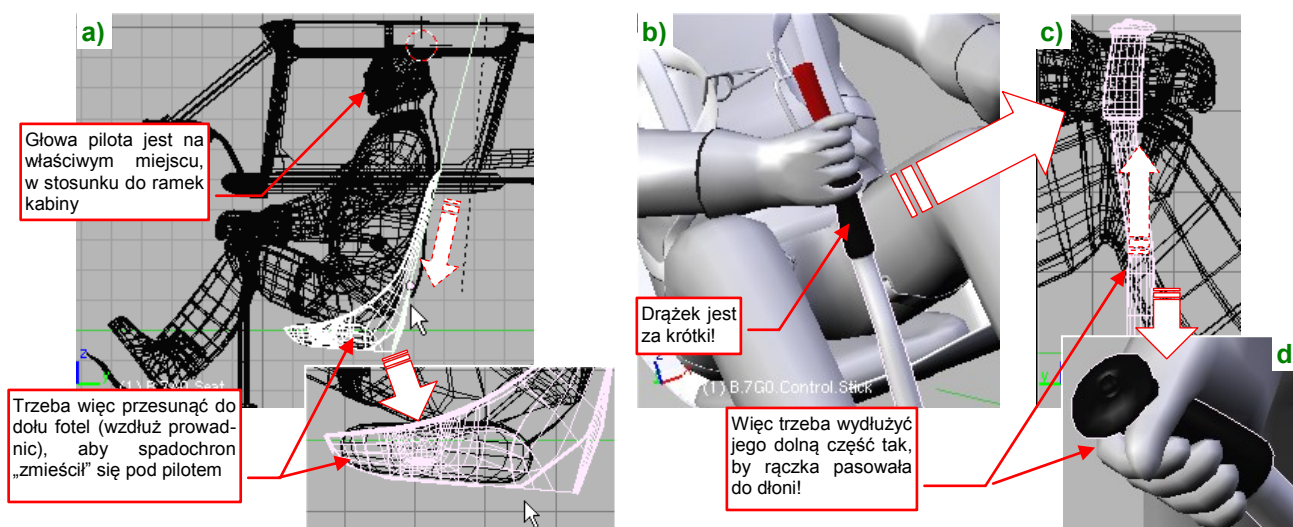 a)
Głowa pilota jest na
właściwym miejscu,
w stosunku do ramek
kabiny
(1) B.7G0.Seat
Trzeba więc przesunąć do
dołu fotel (wzdłuż prowad-
nic), aby spadochron
„zmieścił” się pod pilotem
b)
Drążek jest
za krótki!
(1) B.7G0.Control.Stick
Więc trzeba wydłużyć
jego dolną część tak,
by rączka pasowała
do dłoni!
c)
d